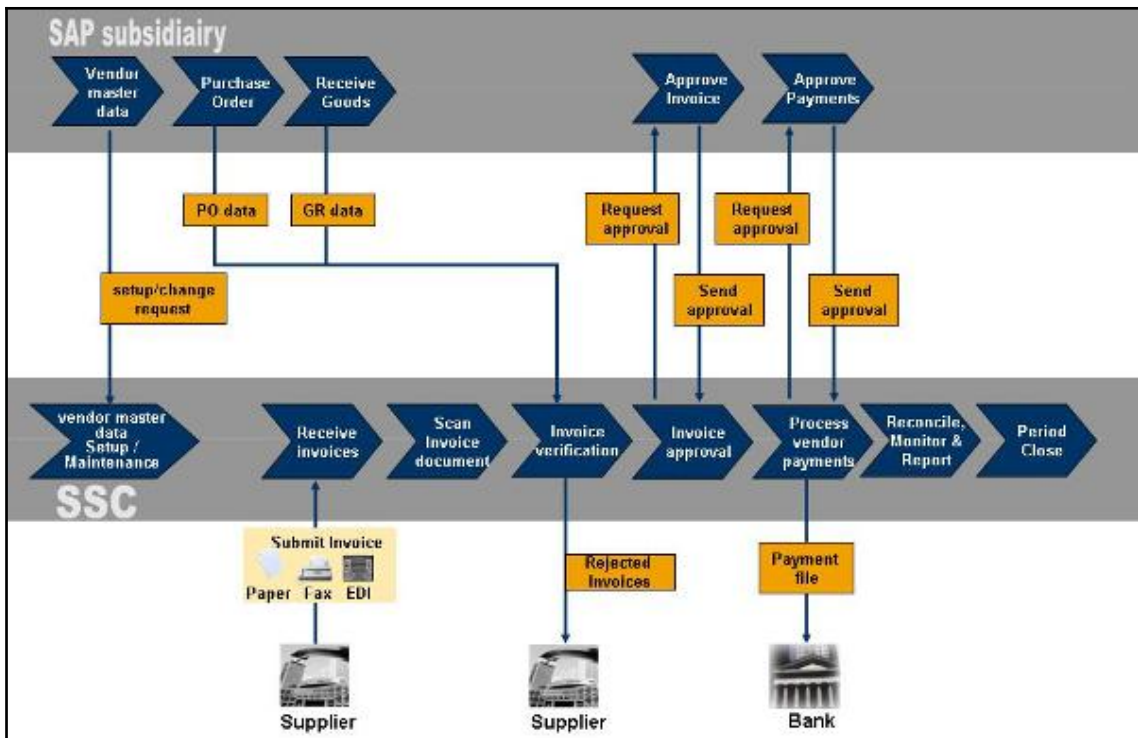 SAP subsidiairy
Vendor
master
data
Purchase
Order
Receive
Goods
Approve
Invoice
Approve
Payments
PO data
GR data
Request
approval
Request
approval
setup/change
request
Send
approval
Send
approval
vendor master
data
Setup /
Maintenance
Receive
invoices
Scan
Invoice
document
Invoice
verification
Invoice
approval
Process
vendor
payments
Reconcile,
Monitor &
Report
Period
Close
SSC
Submit Invoice
Paper
Fax
EDI
Rejected
Invoices
Payment
file
Supplier
Supplier
Bank